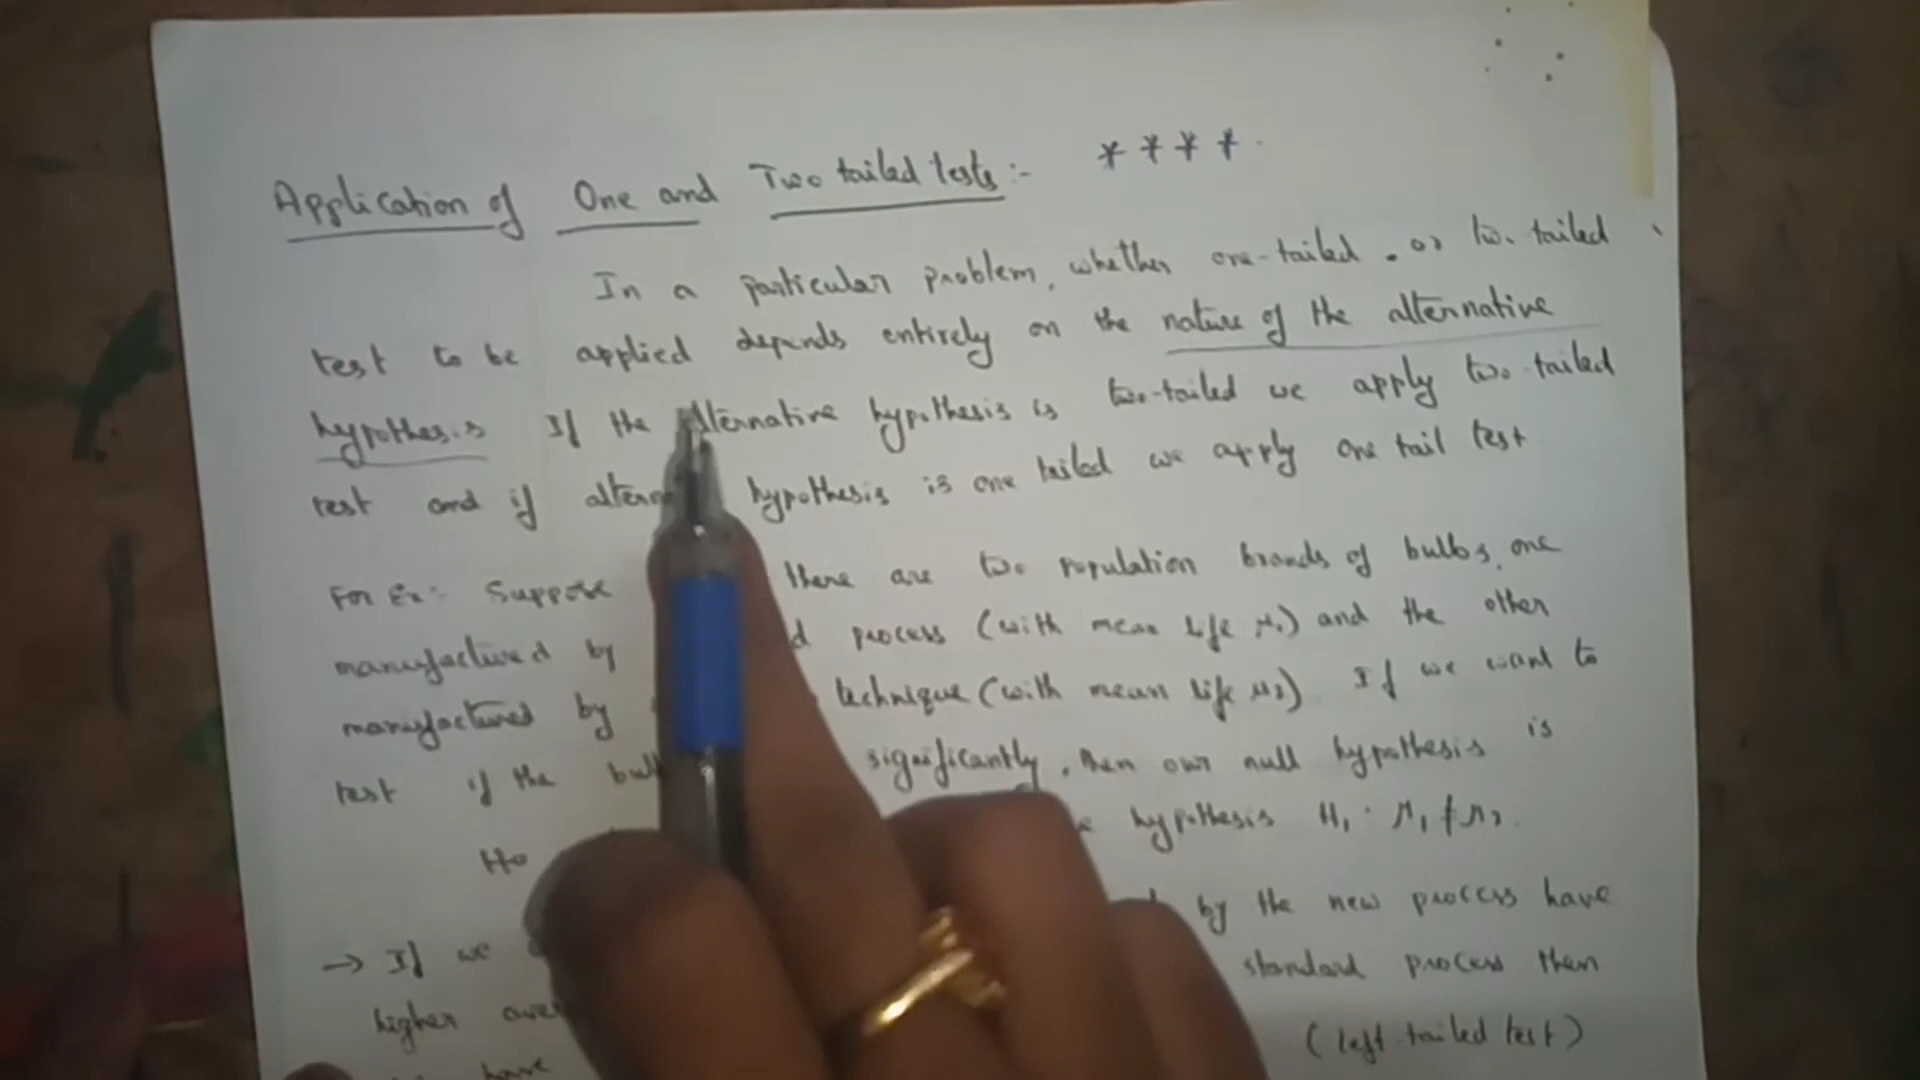 Application of One and Two tailed tests :- ****
In a particular problem, whether one-tailed or two tailed
test to be applied depends entirely on the nature of the alternative
hypothesis If the alternative hypothesis is two-tailed we apply two-tailed
test and if hypothesis is one tailed we apply one tail test
For Ex:- Suppose there are two population brands of bulbs, one
manufactured by process (with mean life μ₁) and the other
manufactured by technique (with mean life μ₂) If we want to
test if the significantly, then our null hypothesis is
Ho hypothesis H₁ : μ₁ ≠ μ₂.
→ If we by the new process have
higher standard process then
have (left tailed test)